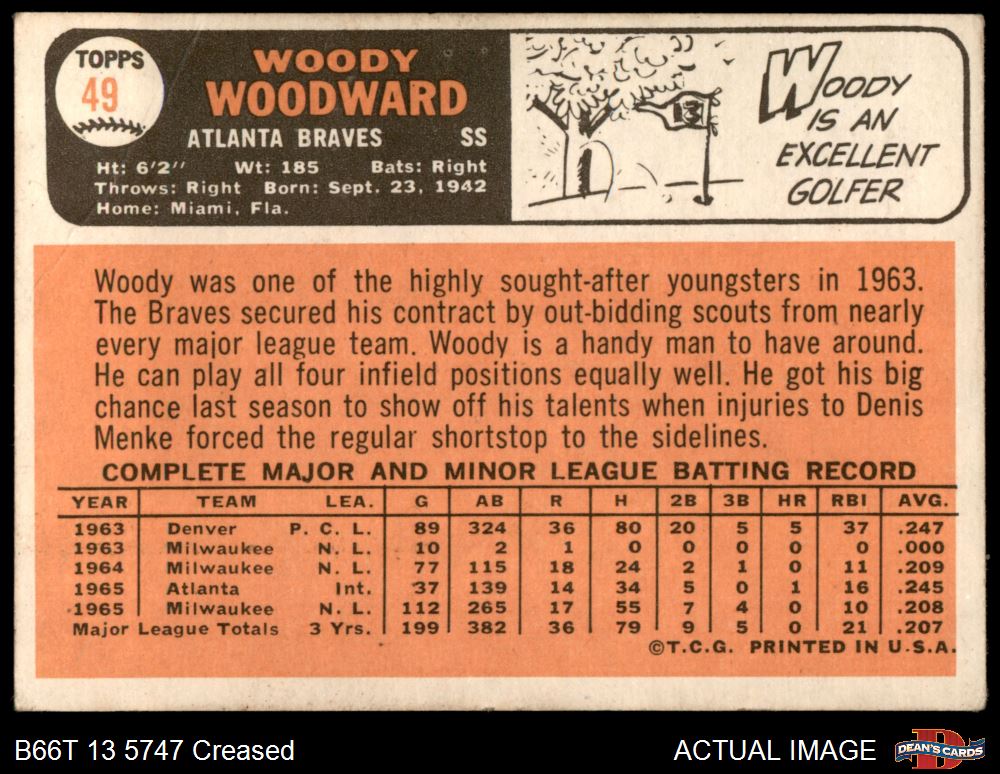 TOPPS
49
WOODY
WOODWARD
ATLANTA BRAVES SS
Ht: 6'2" Wt: 185 Bats: Right
Throws: Right Born: Sept. 23, 1942
Home: Miami, Fla.
13
WOODY
IS AN
EXCELLENT
GOLFER
Woody was one of the highly sought-after youngsters in 1963.
The Braves secured his contract by out-bidding scouts from nearly
every major league team. Woody is a handy man to have around.
He can play all four infield positions equally well. He got his big
chance last season to show off his talents when injuries to Denis
Menke forced the regular shortstop to the sidelines.
COMPLETE MAJOR AND MINOR LEAGUE BATTING RECORD
YEAR TEAM LEA. G AB R H 2B 3B HR RBI AVG.
1963 Denver P. C. L. 89 324 36 80 20 5 5 37 .247
1963 Milwaukee N. L. 10 2 1 0 0 0 0 0 .000
1964 Milwaukee N. L. 77 115 18 24 2 1 0 11 .209
1965 Atlanta Int. 37 139 14 34 5 0 1 16 .245
1965 Milwaukee N. L. 112 265 17 55 7 4 0 10 .208
Major League Totals 3 Yrs. 199 382 36 79 9 5 0 21 .207
©T.C.G. PRINTED IN U.S.A.
B66T 13 5747 Creased
ACTUAL IMAGE
DEAN'S CARDS